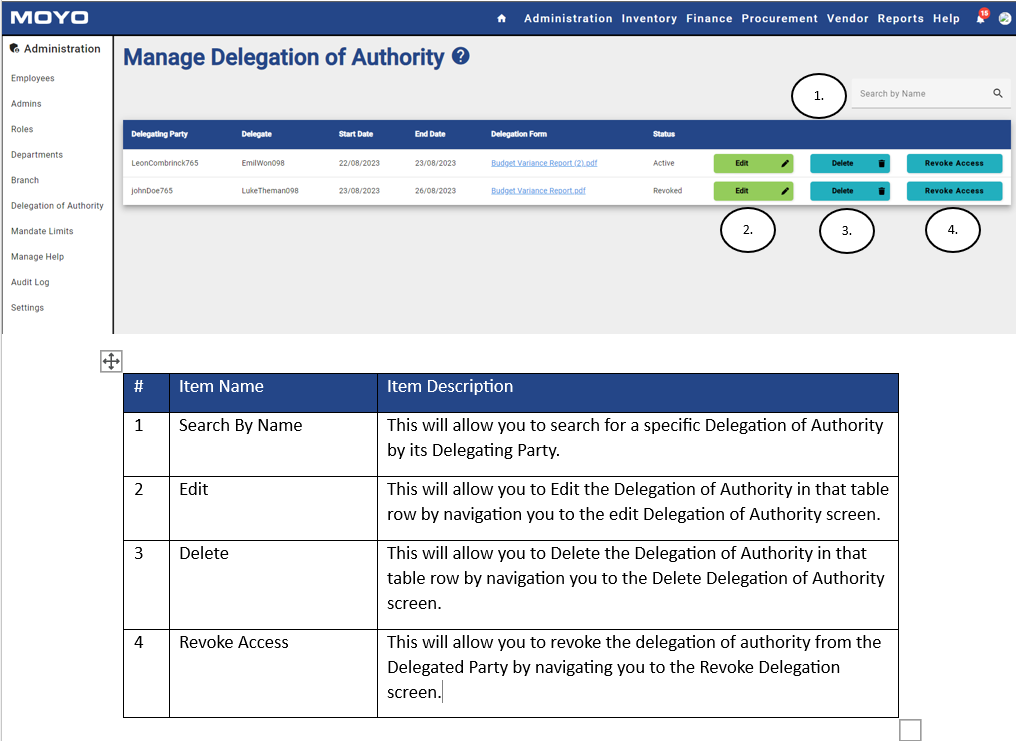 MOYO
Administration Inventory Finance Procurement Vendor Reports Help 15
Administration
Employees
Admins
Roles
Departments
Branch
Delegation of Authority
Mandate Limits
Manage Help
Audit Log
Settings
Manage Delegation of Authority ?
1.
Search by Name
Delegating Party Delegate Start Date End Date Delegation Form Status
LeonCombrinck765 EmilWon098 22/08/2023 23/08/2023 Budget Variance Report (2).pdf Active Edit Delete Revoke Access
johnDoe765 LukeTheman098 23/08/2023 26/08/2023 Budget Variance Report.pdf Revoked Edit Delete Revoke Access
2. 3. 4.
# Item Name Item Description
1 Search By Name This will allow you to search for a specific Delegation of Authority
by its Delegating Party.
2 Edit This will allow you to Edit the Delegation of Authority in that table
row by navigation you to the edit Delegation of Authority screen.
3 Delete This will allow you to Delete the Delegation of Authority in that
table row by navigation you to the Delete Delegation of Authority
screen.
4 Revoke Access This will allow you to revoke the delegation of authority from the
Delegated Party by navigating you to the Revoke Delegation
screen.